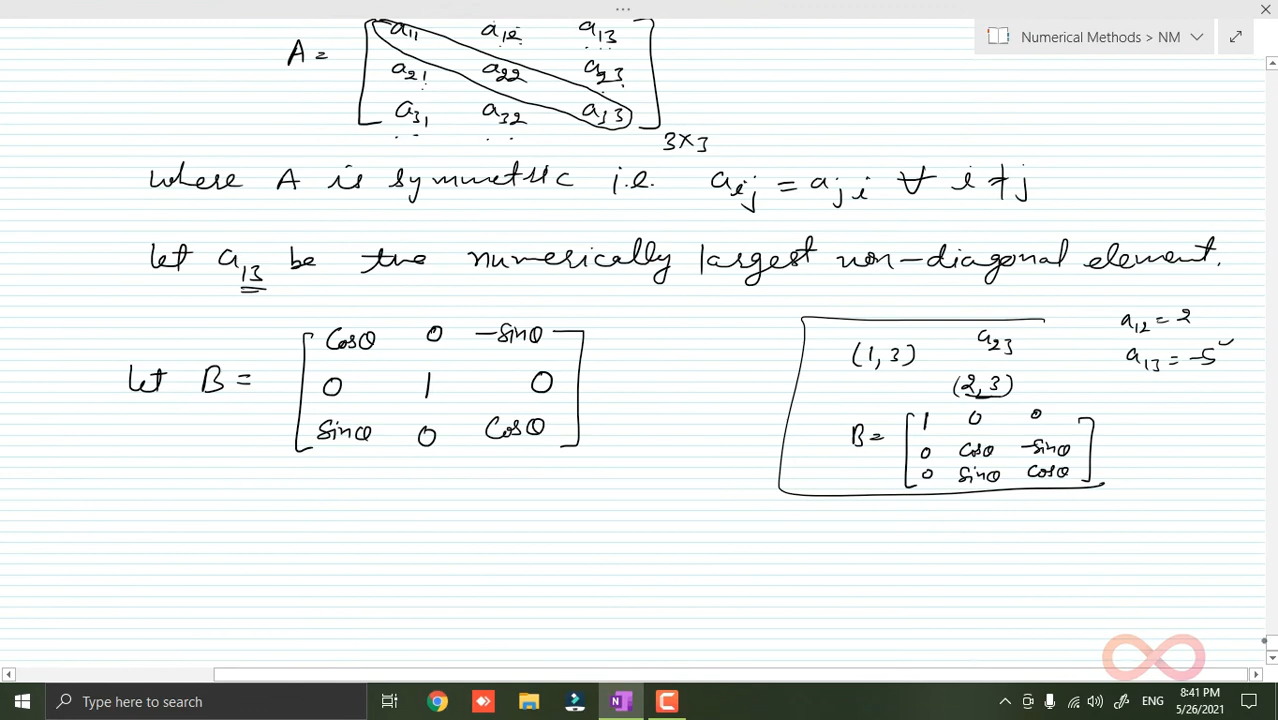 Numerical Methods > NM
a11 a12 a13
A =
a21 a22 a23
a31 a32 a33
3×3
where A is symmetric i.e. aij = aji ∀ i ≠ j
Let a13 be the numerically largest non-diagonal element.
Let B =
cosθ 0 -sinθ
0 1 0
sinθ 0 cosθ
(1, 3) a23
(2, 3)
a12 = 2
a13 = -5
B =
1 0 0
0 cosθ -sinθ
0 sinθ cosθ
Type here to search
ENG
8:41 PM
5/26/2021